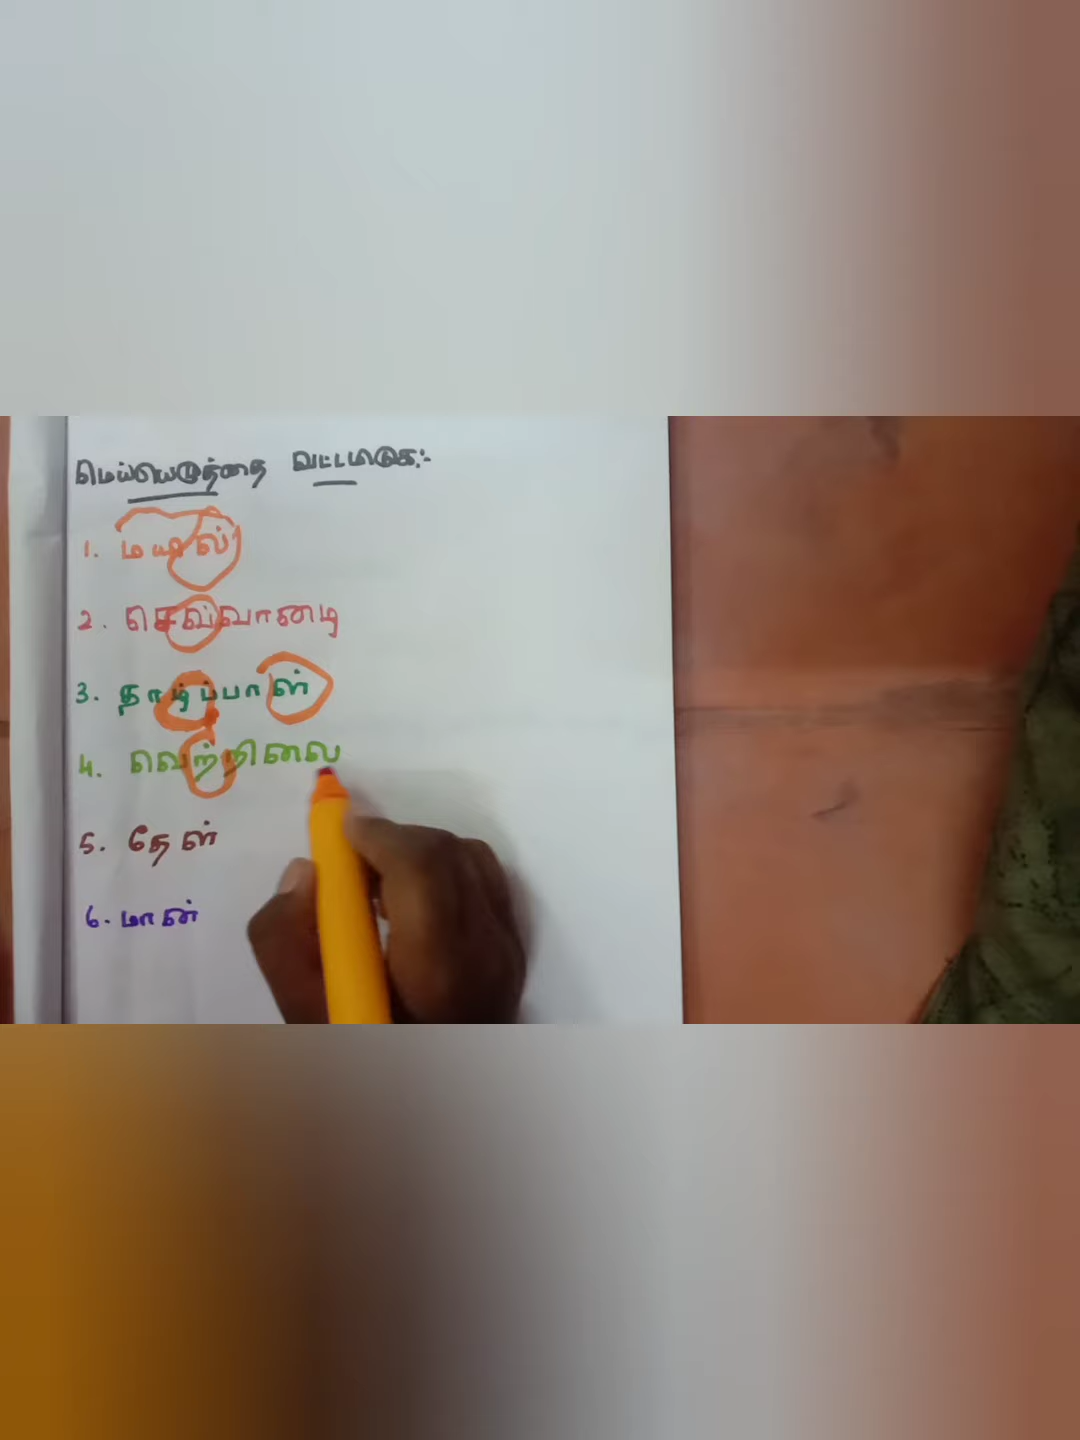 மெய்யெழுத்தை வட்டமிடுக:-
1. மயில்
2. செவ்வானம்
3. தாழ்ப்பாள்
4. வெற்றிலை
5. தேள்
6. மான்